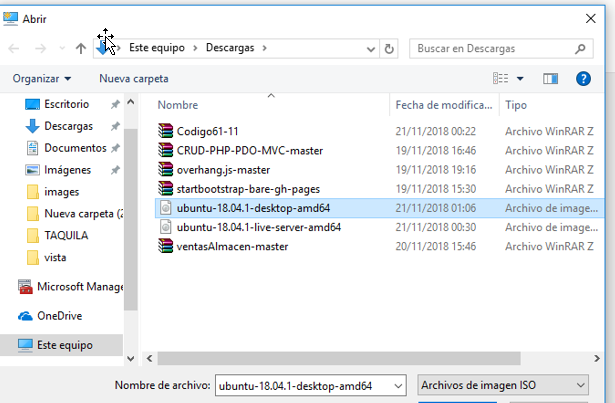 Abrir
Este equipo > Descargas >
Buscar en Descargas
Organizar
Nueva carpeta
Escritorio
Descargas
Documentos
Imágenes
images
Nueva carpeta (2
TAQUILA
vista
Microsoft Manage
OneDrive
Este equipo
Nombre Fecha de modifica... Tipo
Codigo61-11 21/11/2018 00:22 Archivo WinRAR Z
CRUD-PHP-PDO-MVC-master 19/11/2018 16:46 Archivo WinRAR Z
overhang.js-master 19/11/2018 19:16 Archivo WinRAR Z
startbootstrap-bare-gh-pages 19/11/2018 15:30 Archivo WinRAR Z
ubuntu-18.04.1-desktop-amd64 21/11/2018 01:06 Archivo de image...
ubuntu-18.04.1-live-server-amd64 21/11/2018 00:30 Archivo de image...
ventasAlmacen-master 20/11/2018 15:46 Archivo WinRAR Z
Nombre de archivo: ubuntu-18.04.1-desktop-amd64 Archivos de imagen ISO